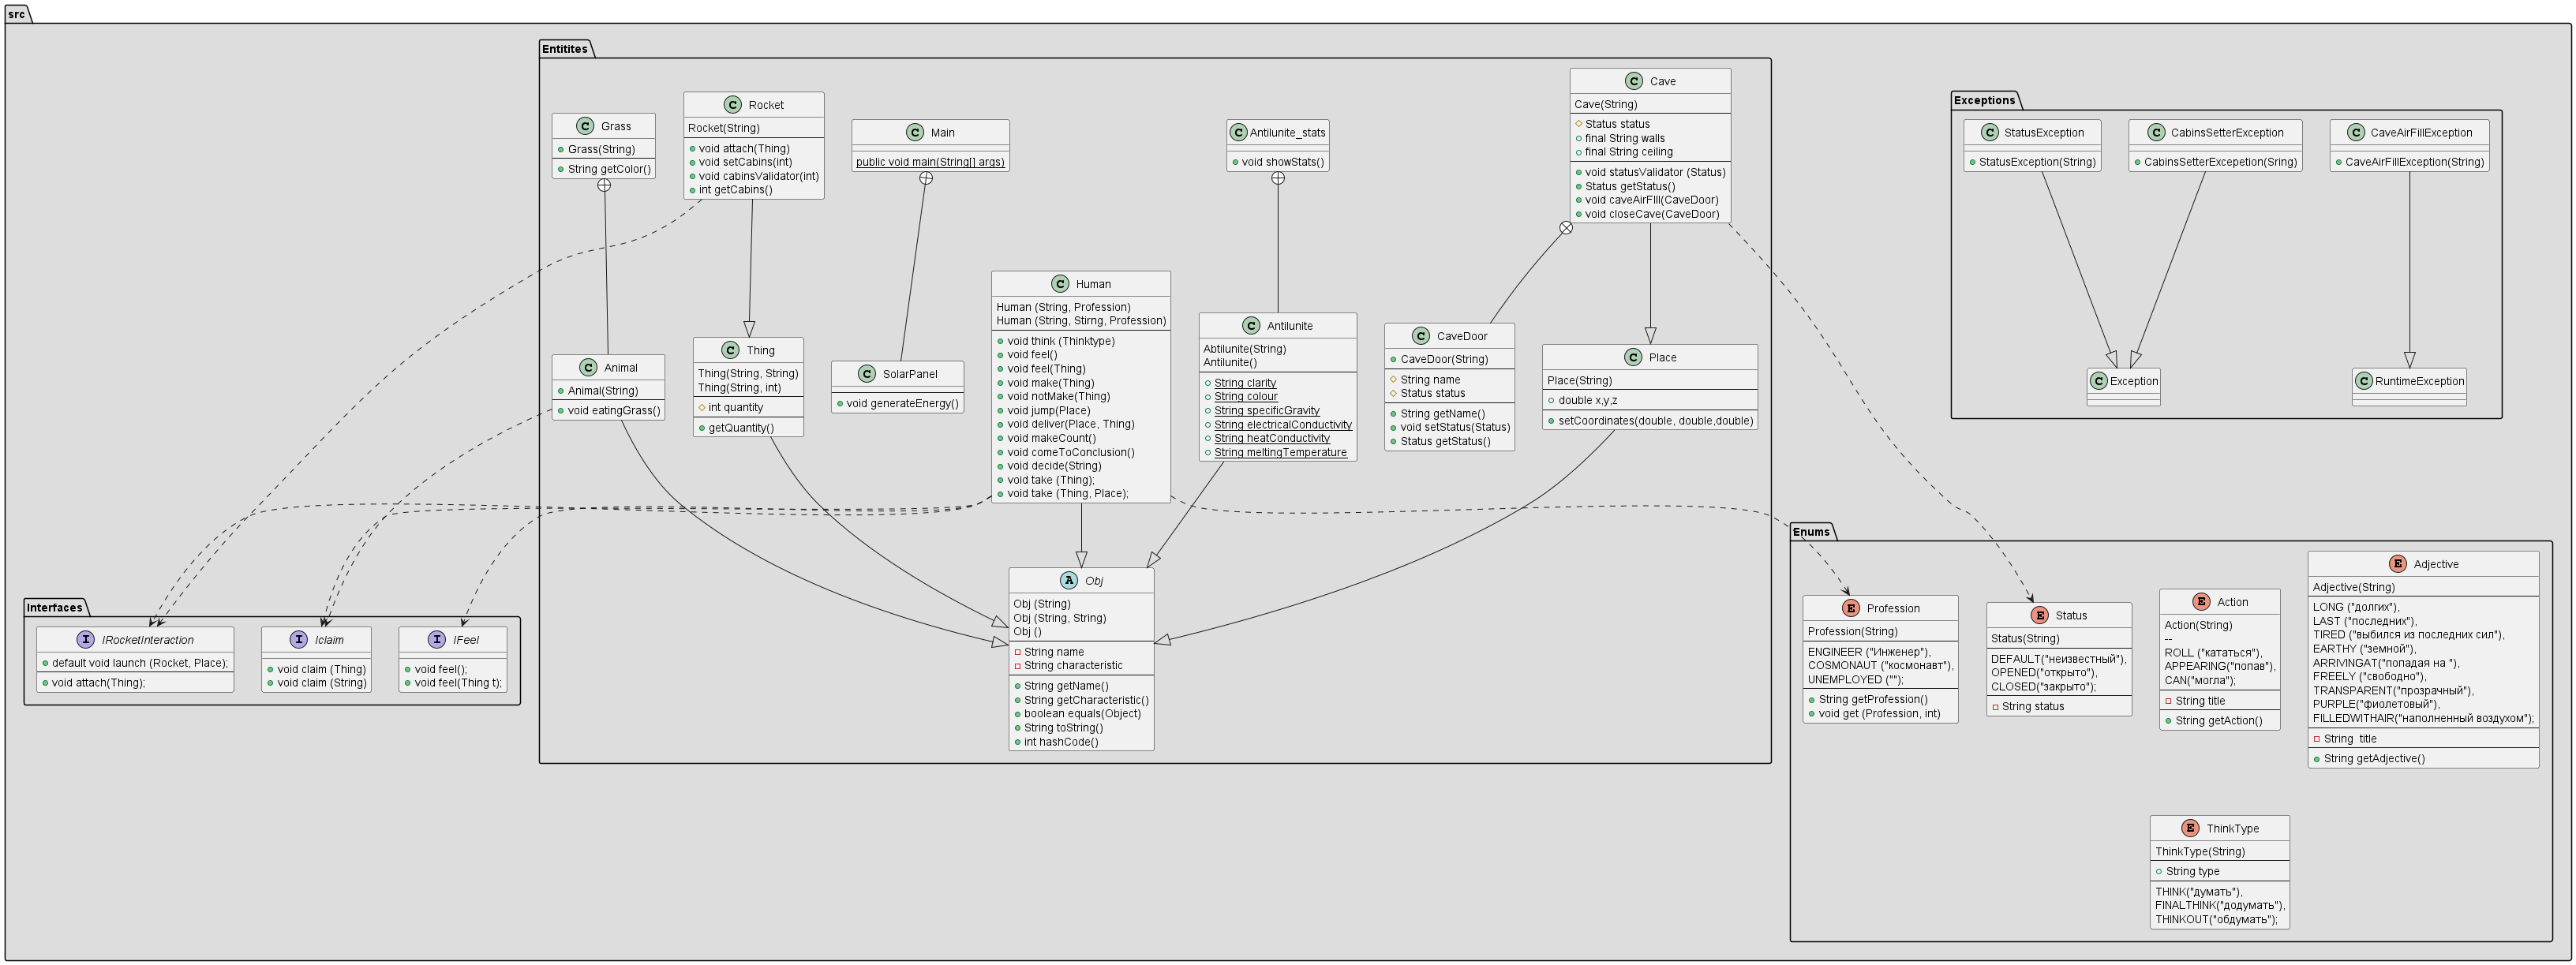 src
Entitites
C Grass
Grass(String)
String getColor()
C Rocket
Rocket(String)
void attach(Thing)
void setCabins(int)
void cabinsValidator(int)
int getCabins()
C Main
public void main(String[] args)
C Antilunite_stats
void showStats()
C Cave
Cave(String)
Status status
final String walls
final String ceiling
void statusValidator (Status)
Status getStatus()
void caveAirFIll(CaveDoor)
void closeCave(CaveDoor)
C Human
Human (String, Profession)
Human (String, Stirng, Profession)
void think (Thinktype)
void feel()
void feel(Thing)
void make(Thing)
void notMake(Thing)
void jump(Place)
void deliver(Place, Thing)
void makeCount()
void comeToConclusion()
void decide(String)
void take (Thing);
void take (Thing, Place);
C Animal
Animal(String)
void eatingGrass()
C Thing
Thing(String, String)
Thing(String, int)
int quantity
getQuantity()
C SolarPanel
void generateEnergy()
C Antilunite
Abtilunite(String)
Antilunite()
String clarity
String colour
String specificGravity
String electricalConductivity
String heatConductivity
String meltingTemperature
C CaveDoor
CaveDoor(String)
String name
Status status
String getName()
void setStatus(Status)
Status getStatus()
C Place
Place(String)
double x,y,z
setCoordinates(double, double,double)
A Obj
Obj (String)
Obj (String, String)
Obj ()
String name
String characteristic
String getName()
String getCharacteristic()
boolean equals(Object)
String toString()
int hashCode()
Exceptions
C StatusException
StatusException(String)
C CabinsSetterException
CabinsSetterExcepetion(Sring)
C CaveAirFillException
CaveAirFillException(String)
C Exception
C RuntimeException
Interfaces
I IRocketInteraction
default void launch (Rocket, Place);
void attach(Thing);
I Iclaim
void claim (Thing)
void claim (String)
I IFeel
void feel();
void feel(Thing t);
Enums
E Profession
Profession(String)
ENGINEER ("Инженер"),
COSMONAUT ("космонавт"),
UNEMPLOYED ("");
String getProfession()
void get (Profession, int)
E Status
Status(String)
DEFAULT("неизвестный"),
OPENED("открыто"),
CLOSED("закрыто");
String status
E Action
Action(String)
--
ROLL ("кататься"),
APPEARING("попав"),
CAN("могла");
String title
String getAction()
E Adjective
Adjective(String)
LONG ("долгих"),
LAST ("последних"),
TIRED ("выбился из последних сил"),
EARTHY ("земной"),
ARRIVINGAT("попадая на "),
FREELY ("свободно"),
TRANSPARENT("прозрачный"),
PURPLE("фиолетовый"),
FILLEDWITHAIR("наполненный воздухом");
String title
String getAdjective()
E ThinkType
ThinkType(String)
String type
THINK("думать"),
FINALTHINK("додумать"),
THINKOUT("обдумать");